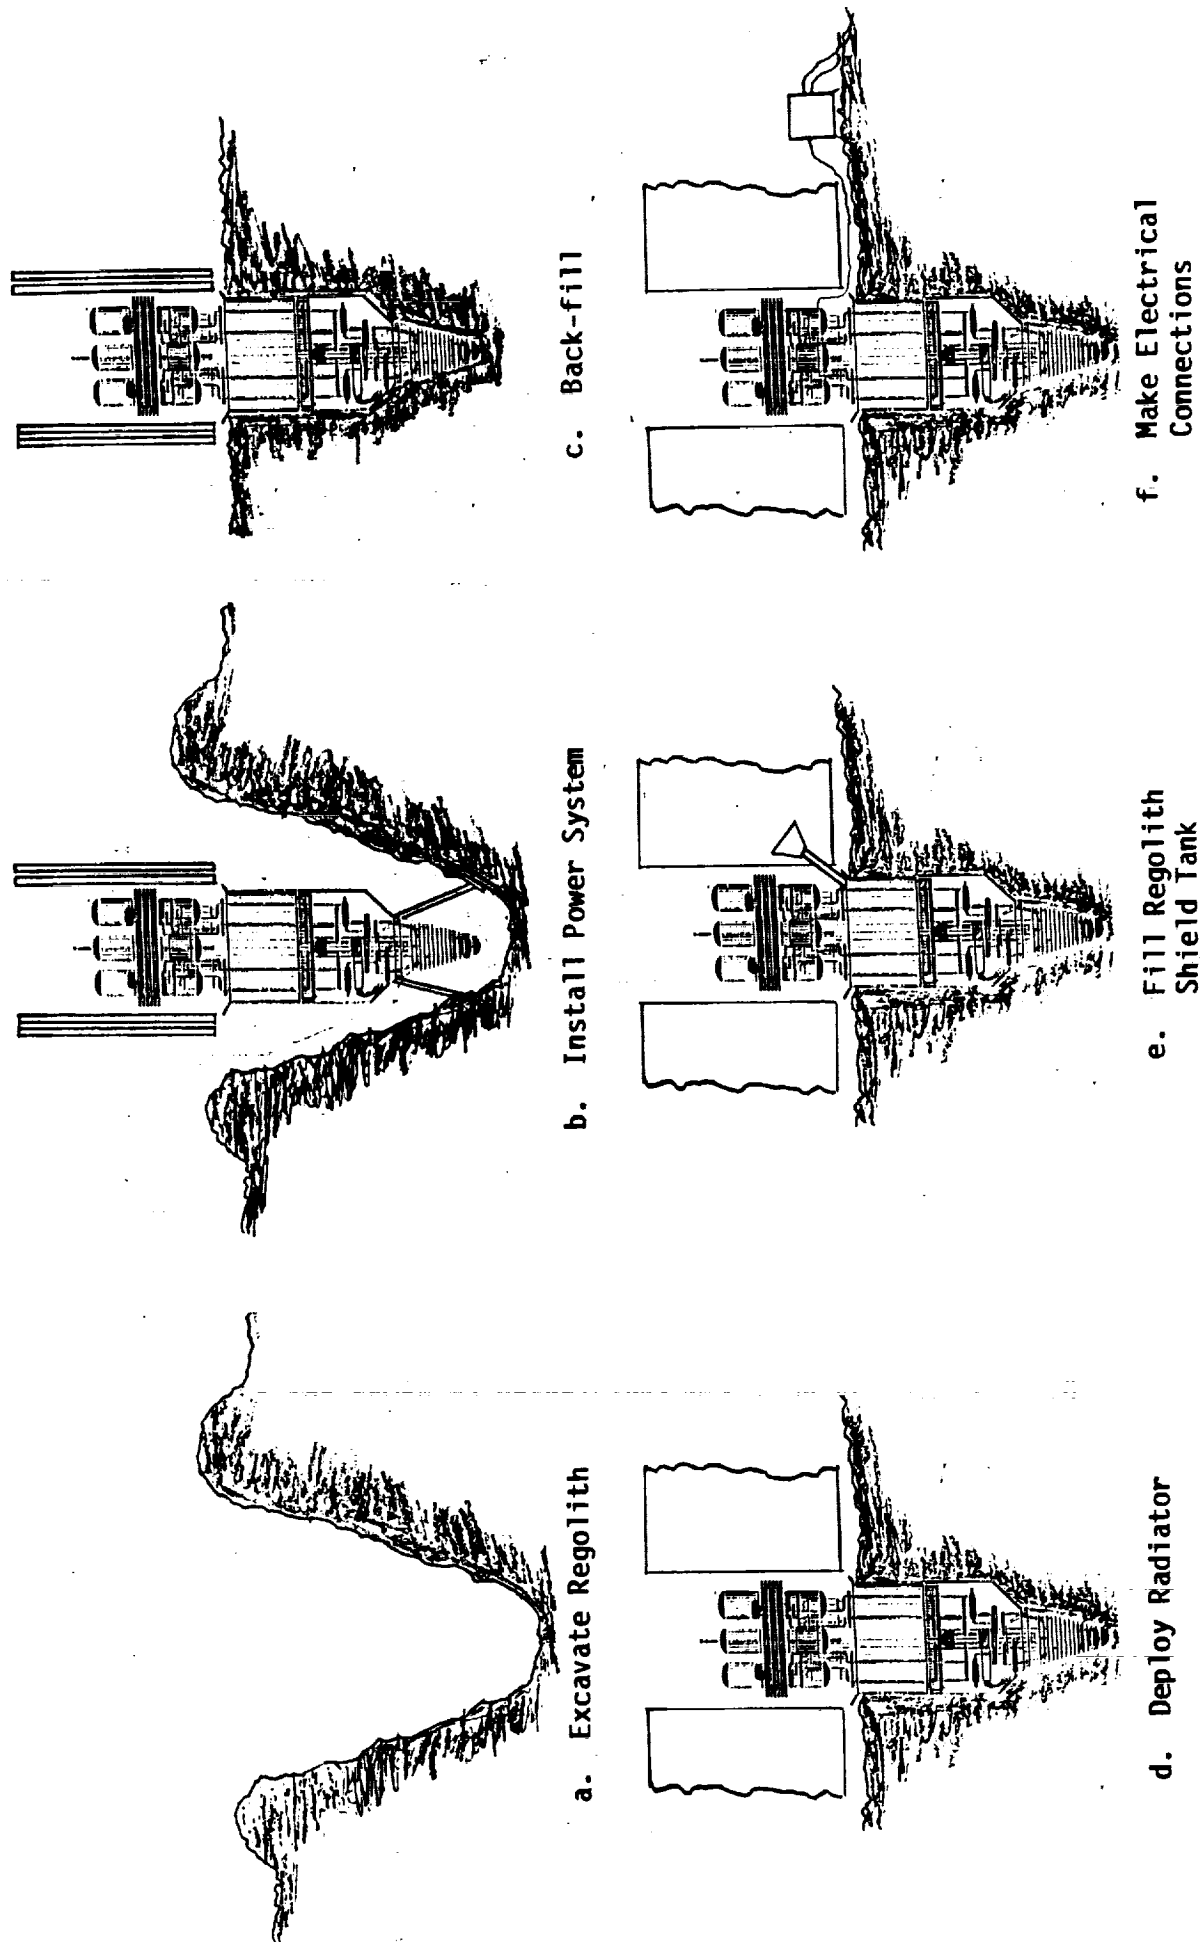 a. Excavate Regolith
b. Install Power System
c. Back-fill
d. Deploy Radiator
e. Fill Regolith
Shield Tank
f. Make Electrical
Connections